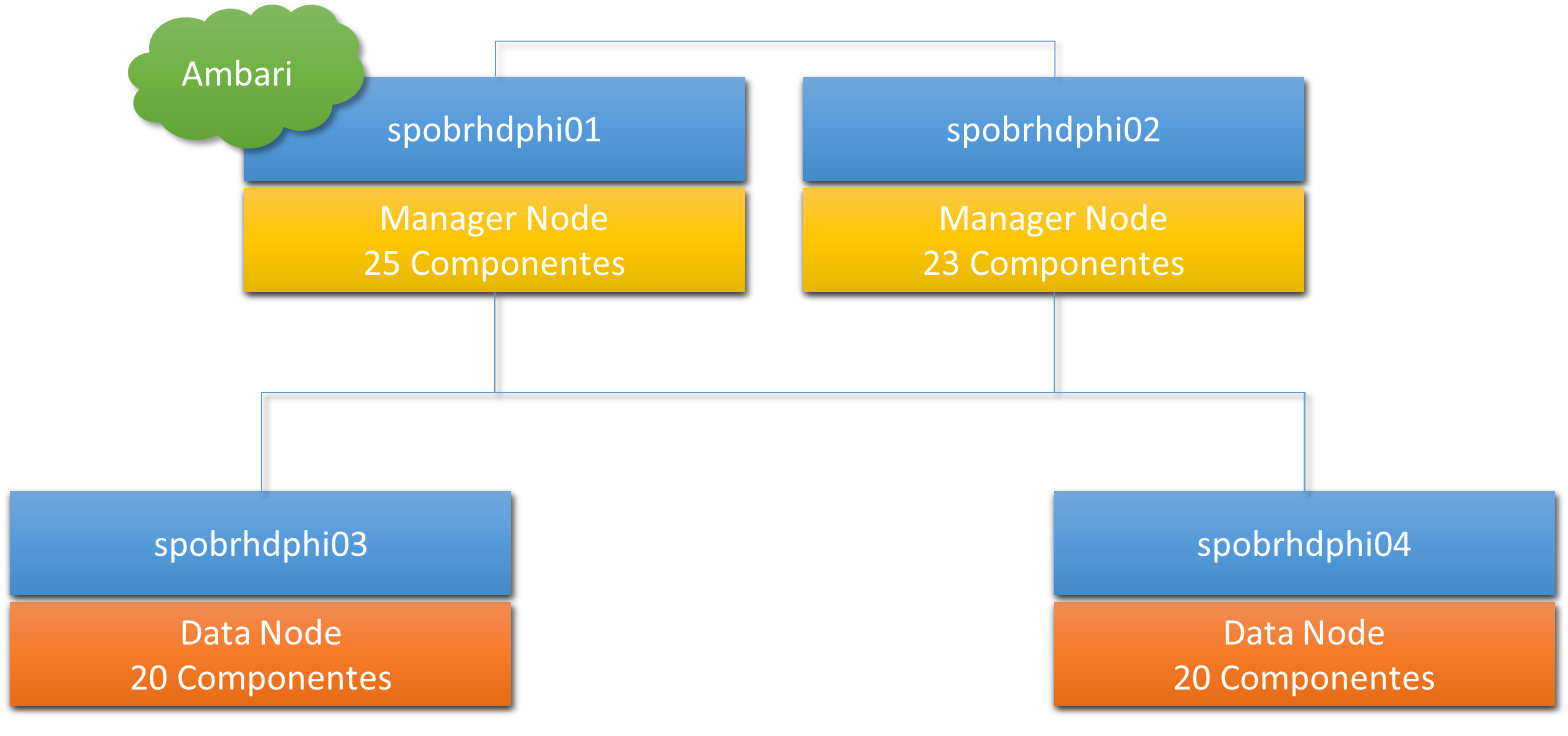 Ambari
spobrhdphi01
spobrhdphi02
Manager Node
25 Componentes
Manager Node
23 Componentes
spobrhdphi03
spobrhdphi04
Data Node
20 Componentes
Data Node
20 Componentes